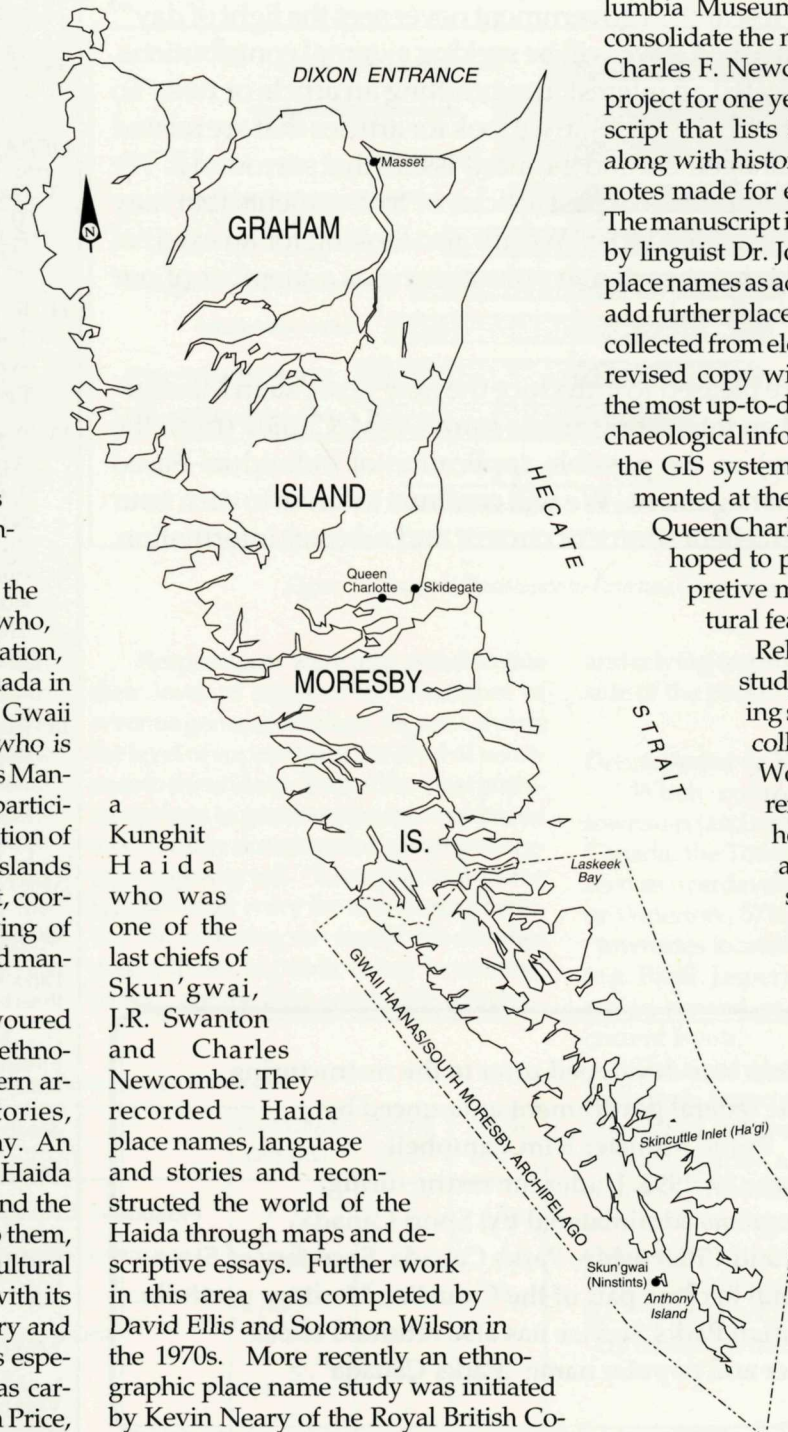 s
n-
the
who,
ation,
nada in
Gwaii
who is
s Man-
partici-
tion of
slands
t, coor-
ing of
d man-
voured
ethno-
ern ar-
tories,
ny. An
Haida
nd the
o them,
ultural
with its
ry and
s espe-
as car-
n Price,
a
Kunghit
Haida
who was
one of the
last chiefs of
Skun'gwai,
J.R. Swanton
and Charles
Newcombe. They
recorded Haida
place names, language
and stories and recon-
structed the world of the
Haida through maps and de-
scriptive essays. Further work
in this area was completed by
David Ellis and Solomon Wilson in
the 1970s. More recently an ethno-
graphic place name study was initiated
by Kevin Neary of the Royal British Co-
DIXON ENTRANCE
Masset
N
GRAHAM
ISLAND
HECATE
Queen
Charlotte
Skidegate
MORESBY
STRAIT
IS.
Laskeek
Bay
GWAII HAANAS/SOUTH MORESBY ARCHIPELAGO
Skincuttle Inlet (Ha'gi)
Skun'gwai
(Ninstints)
Anthony
Island
lumbia Museum
consolidate the n
Charles F. Newc
project for one ye
script that lists
along with histor
notes made for e
The manuscript i
by linguist Dr. Jo
place names as ac
add further place
collected from eld
revised copy wi
the most up-to-d
chaeological info
the GIS system
mented at the
Queen Charl
hoped to p
pretive m
tural fea
Rel
stud
ing s
coll
We
re
he
a
s